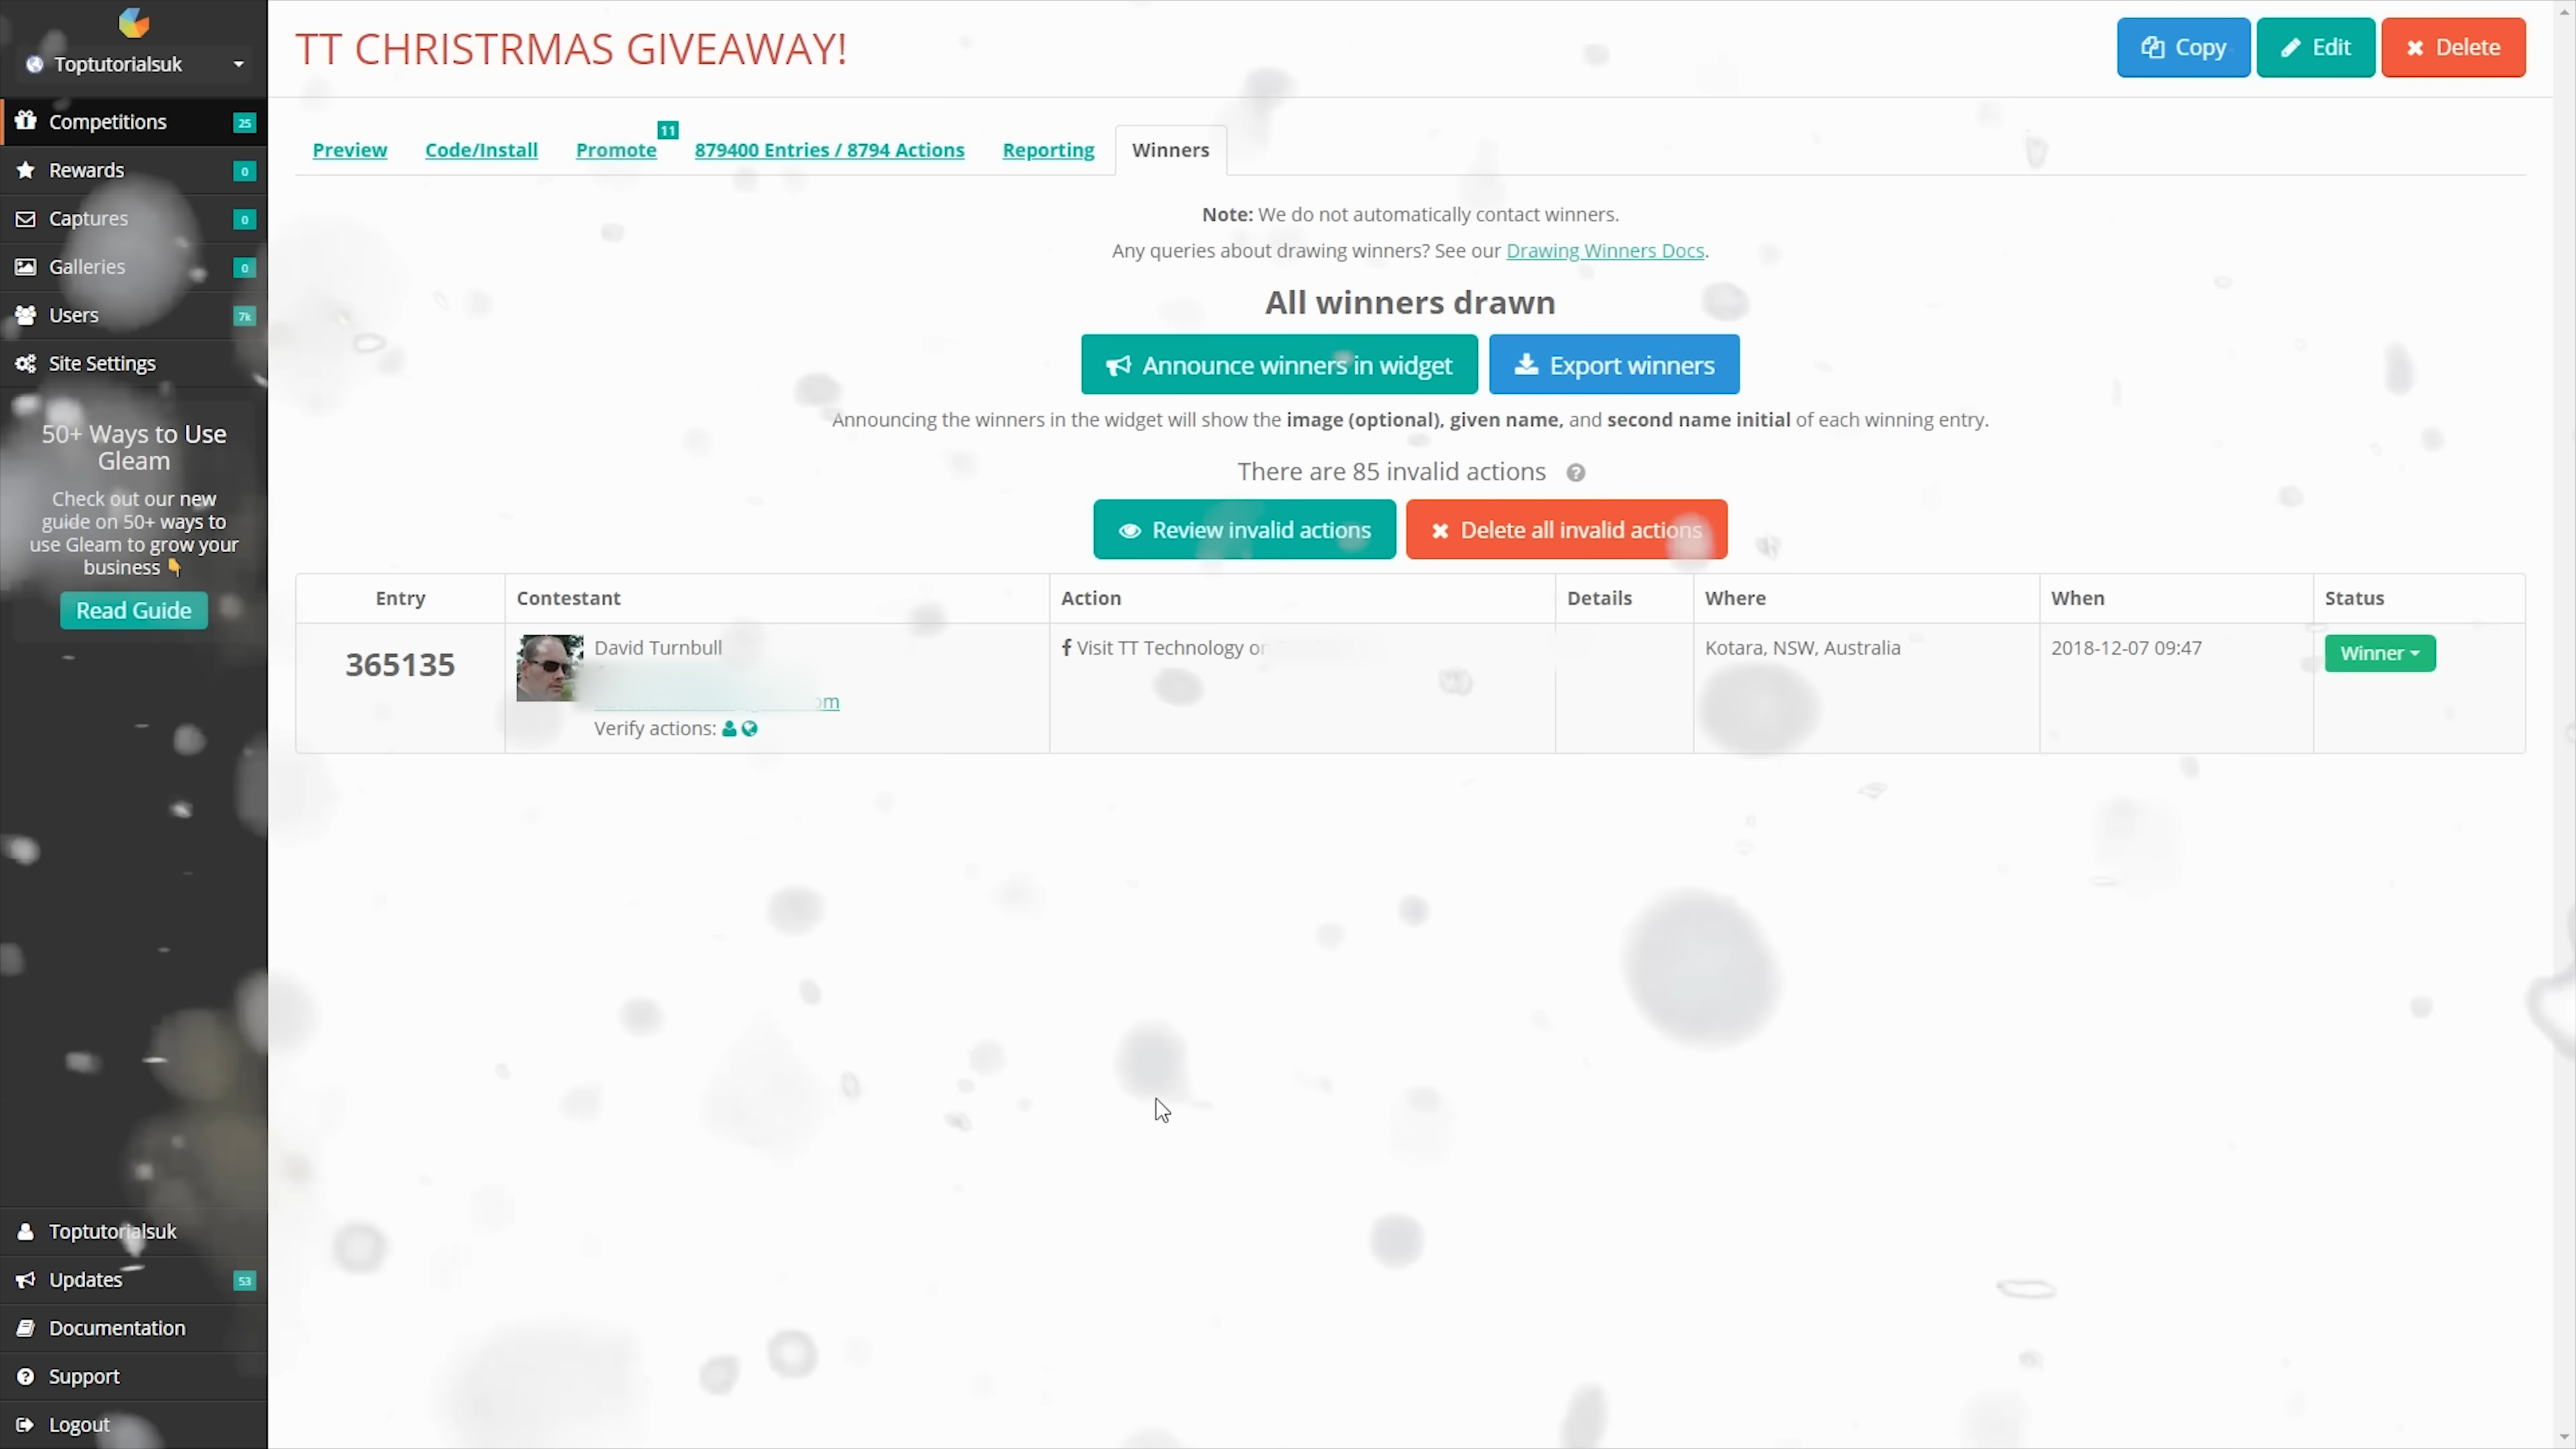 Toptutorialsuk
Competitions 25
Rewards 0
Captures 0
Galleries 0
Users 7k
Site Settings
50+ Ways to Use
Gleam
Check out our new
guide on 50+ ways to
use Gleam to grow your
business
Read Guide
Toptutorialsuk
Updates 53
Documentation
Support
Logout
TT CHRISTRMAS GIVEAWAY!
Copy Edit Delete
Preview Code/Install Promote 11 879400 Entries / 8794 Actions Reporting Winners
Note: We do not automatically contact winners.
Any queries about drawing winners? See our Drawing Winners Docs.
All winners drawn
Announce winners in widget Export winners
Announcing the winners in the widget will show the image (optional), given name, and second name initial of each winning entry.
There are 85 invalid actions ?
Review invalid actions Delete all invalid actions
Entry Contestant Action Details Where When Status
365135 David Turnbull Visit TT Technology Kotara, NSW, Australia 2018-12-07 09:47 Winner
Verify actions: